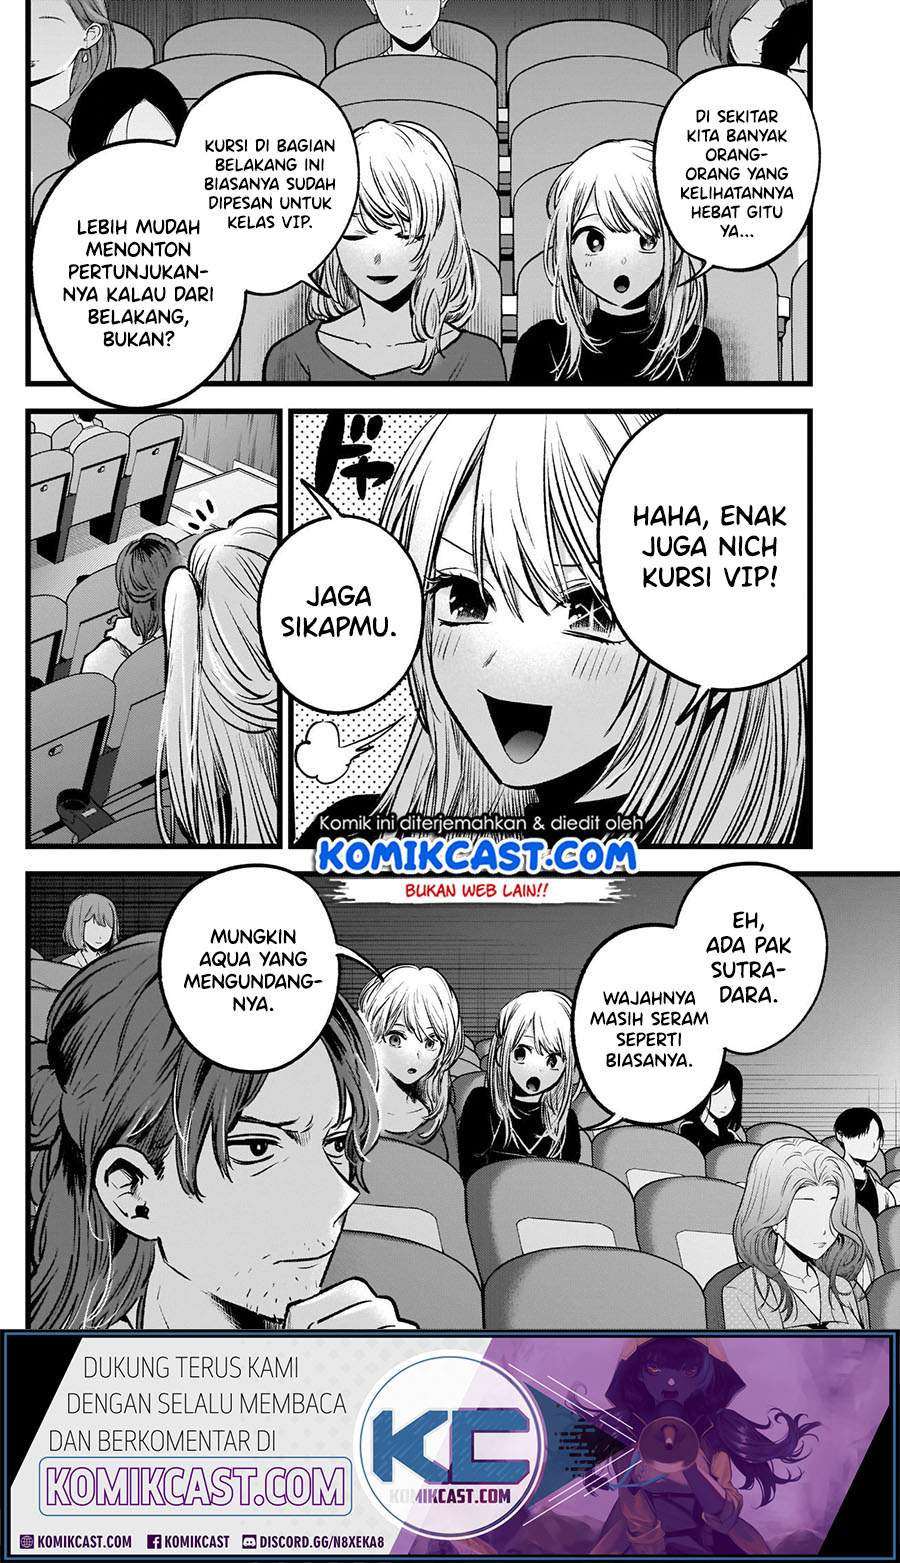 DI SEKITAR
KITA BANYAK
ORANG-
ORANG YANG
KELIHATANNYA
HEBAT GITU
YA...
KURSI DI BAGIAN
BELAKANG INI
BIASANYA SUDAH
DIPESAN UNTUK
KELAS VIP.
LEBIH MUDAH
MENONTON
PERTUNJUKAN-
NYA KALAU DARI
BELAKANG,
BUKAN?
HAHA, ENAK
JUGA NICH
KURSI VIP!
ドヤ
JAGA
SIKAPMU.
Komik ini diterjemahkan & diedit oleh
KOMIKCAST.COM
BUKAN WEB LAIN!!
EH,
ADA PAK
SUTRA-
DARA.
WAJAHNYA
MASIH SERAM
SEPERTI
BIASANYA.
MUNGKIN
AQUA YANG
MENGUNDANG-
NYA.
DUKUNG TERUS KAMI
DENGAN SELALU MEMBACA
DAN BERKOMENTAR DI
KOMIKCAST.COM
KC
KOMIKCAST.COM
KOMIKCAST.COM
KOMIKCAST
DISCORD.GG/N8XEKA8